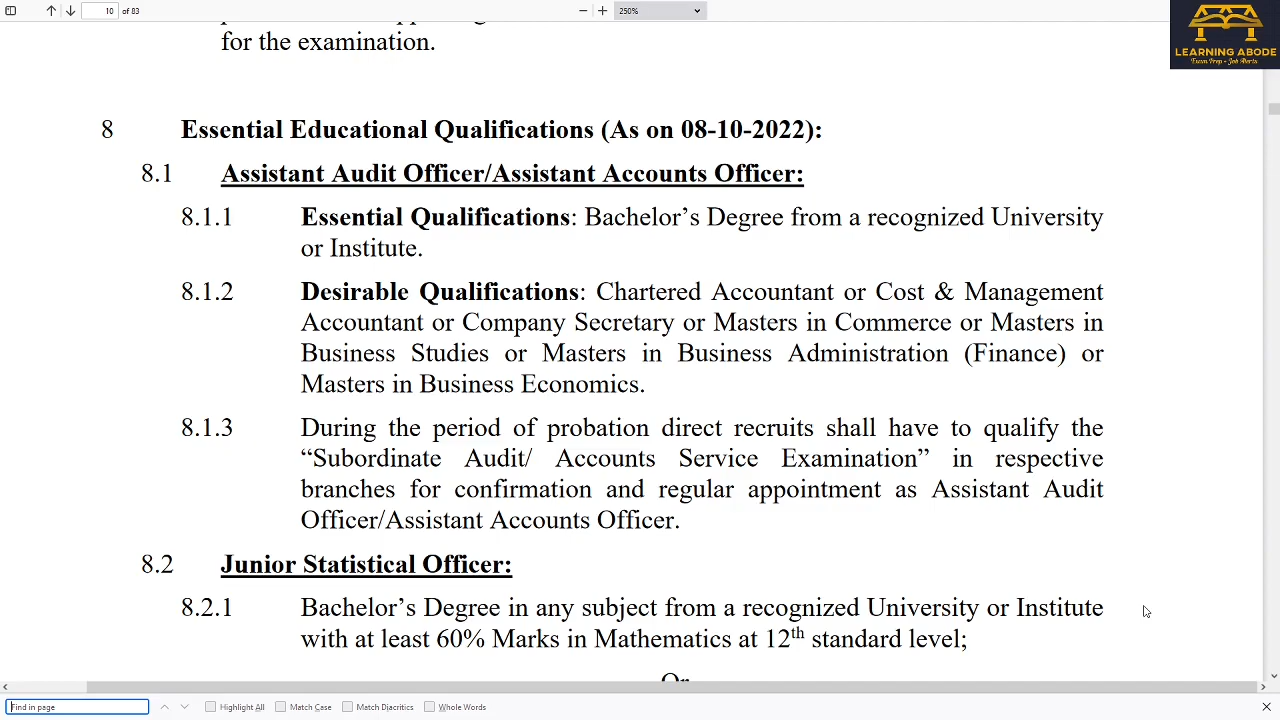 10 of 83
250%
LEARNING ABODE
Exam Prep - Job Alerts
for the examination.
8 Essential Educational Qualifications (As on 08-10-2022):
8.1 Assistant Audit Officer/Assistant Accounts Officer:
8.1.1 Essential Qualifications: Bachelor’s Degree from a recognized University
or Institute.
8.1.2 Desirable Qualifications: Chartered Accountant or Cost & Management
Accountant or Company Secretary or Masters in Commerce or Masters in
Business Studies or Masters in Business Administration (Finance) or
Masters in Business Economics.
8.1.3 During the period of probation direct recruits shall have to qualify the
“Subordinate Audit/ Accounts Service Examination” in respective
branches for confirmation and regular appointment as Assistant Audit
Officer/Assistant Accounts Officer.
8.2 Junior Statistical Officer:
8.2.1 Bachelor’s Degree in any subject from a recognized University or Institute
with at least 60% Marks in Mathematics at 12th standard level;
Or
Find in page Highlight All Match Case Match Diacritics Whole Words